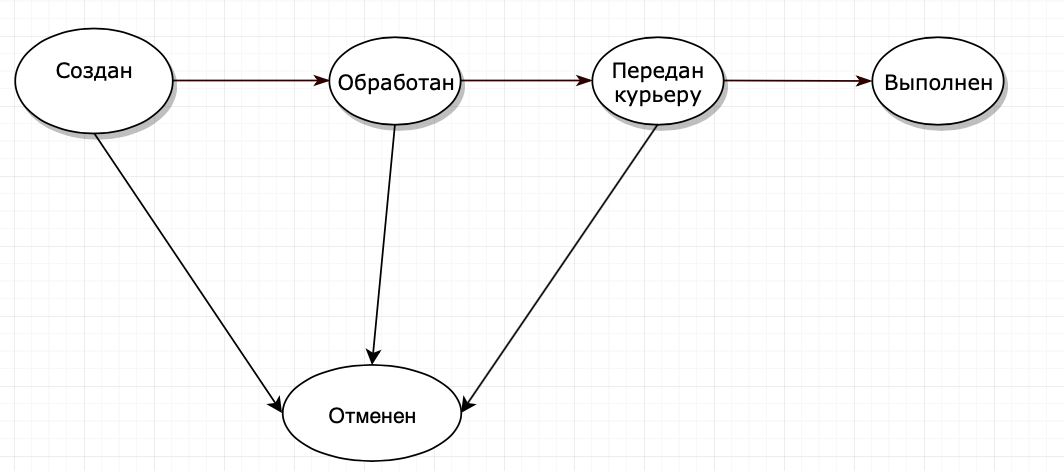 Создан
Обработан
Передан
курьеру
Выполнен
Отменен